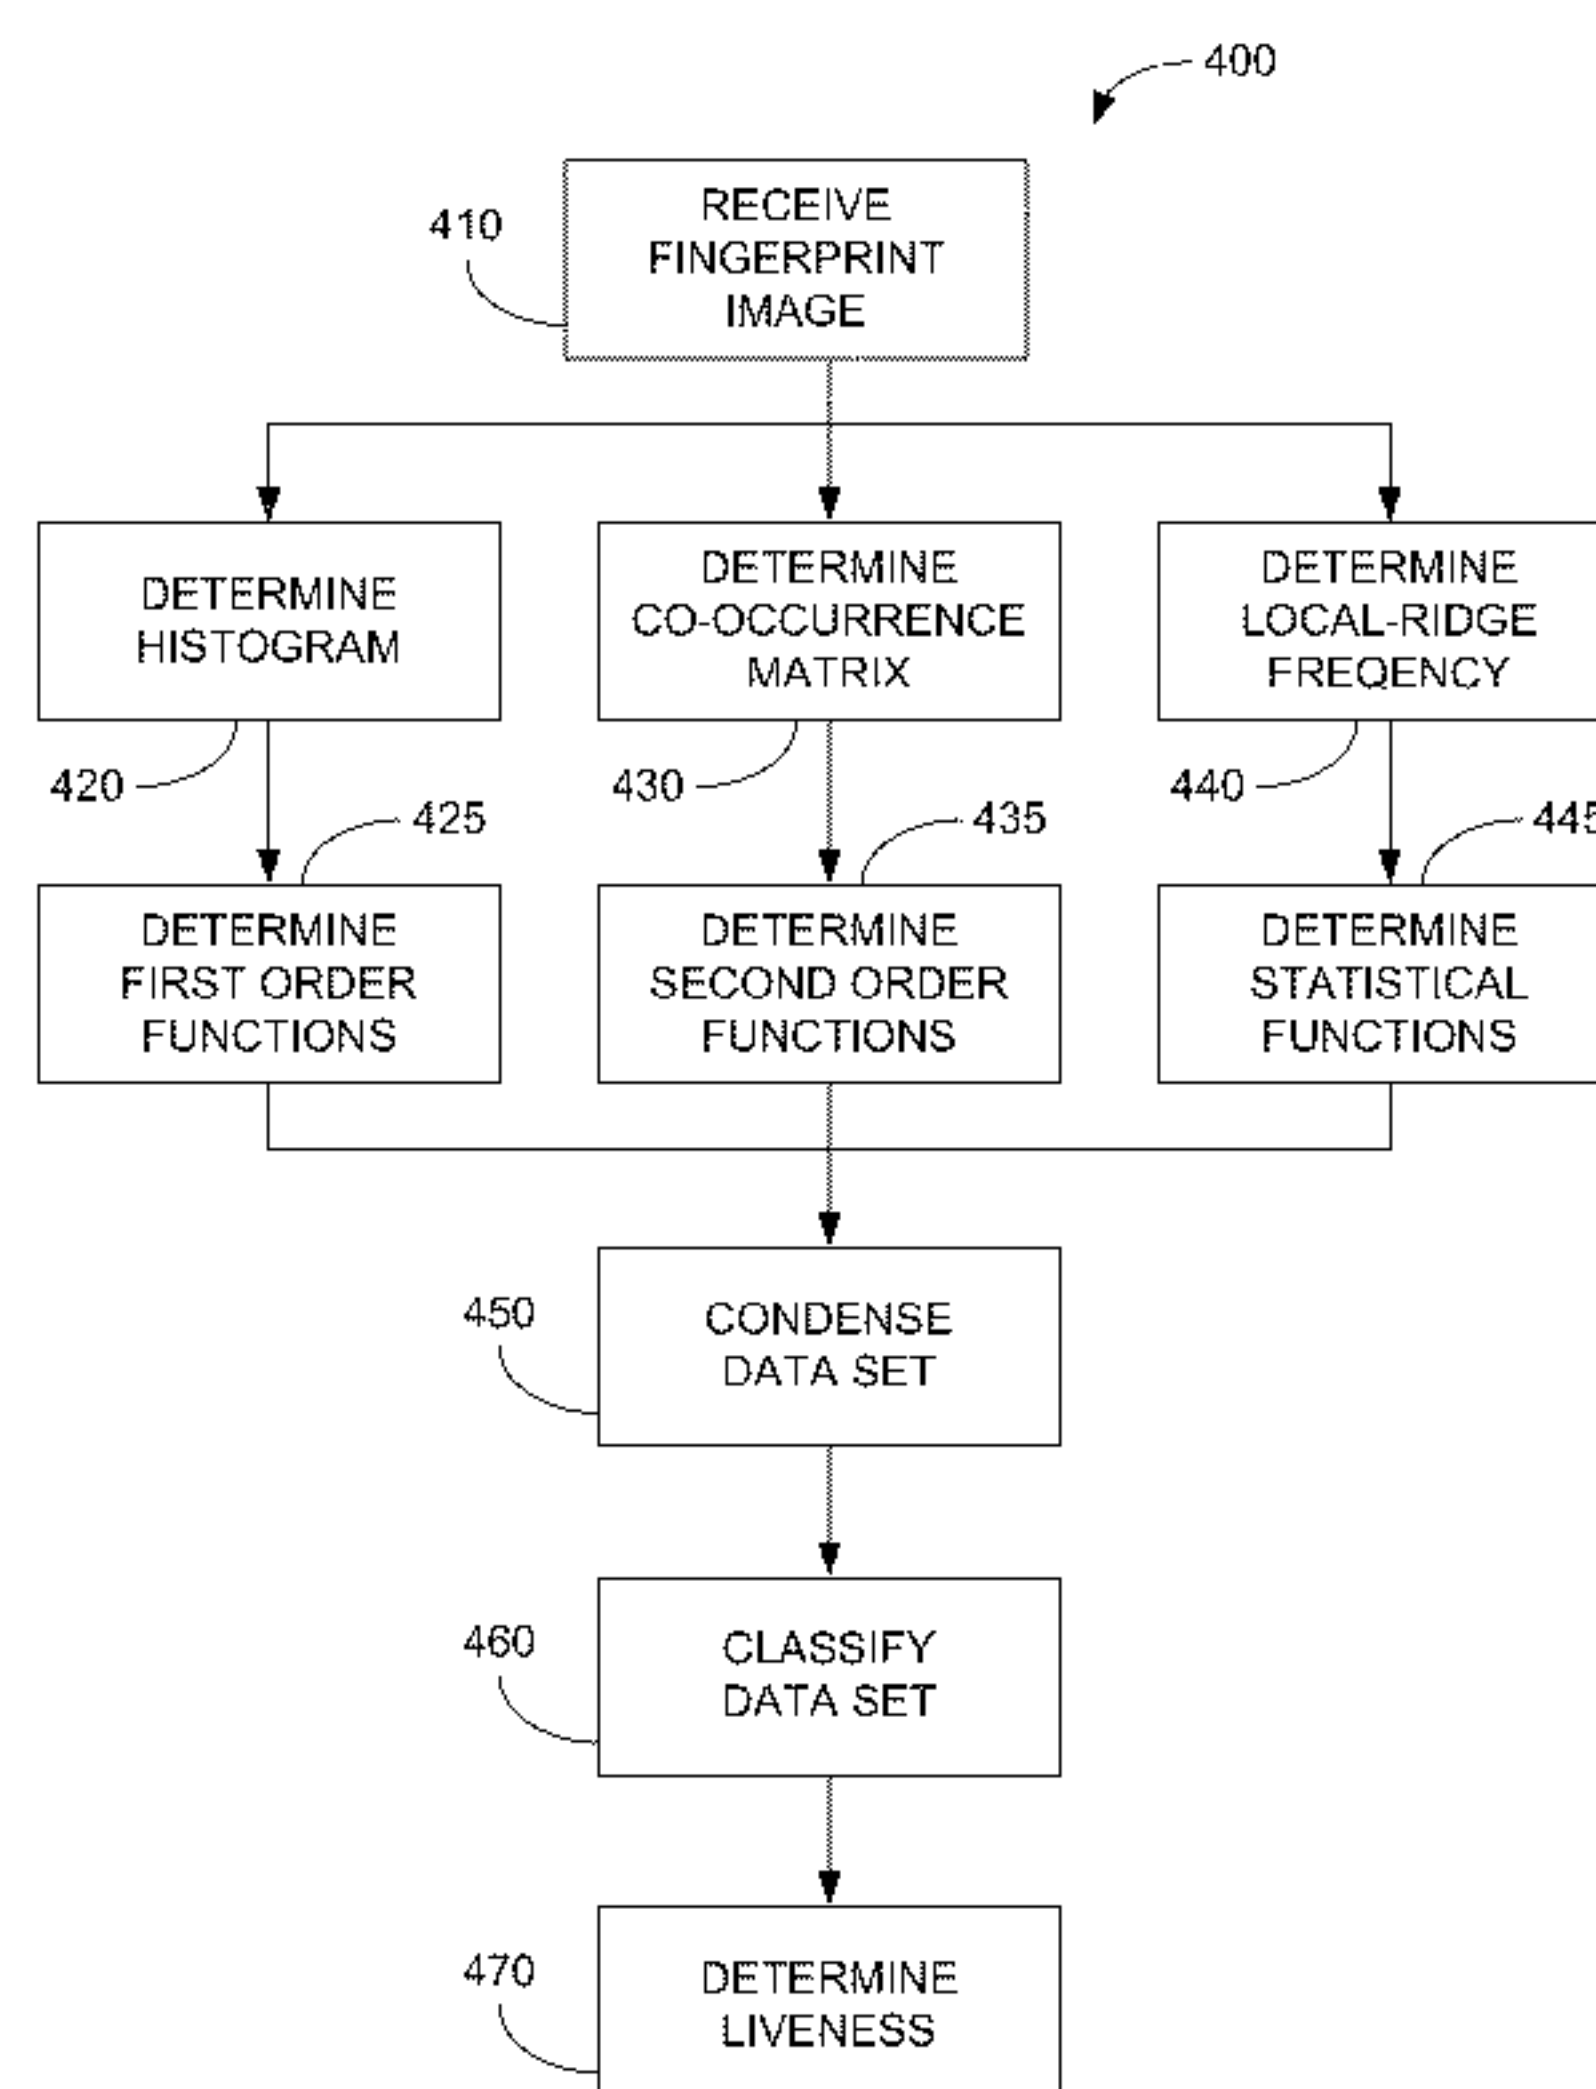 400
410
RECEIVE
FINGERPRINT
IMAGE
DETERMINE
HISTOGRAM
DETERMINE
CO-OCCURRENCE
MATRIX
DETERMINE
LOCAL-RIDGE
FREQENCY
420
430
440
425
435
445
DETERMINE
FIRST ORDER
FUNCTIONS
DETERMINE
SECOND ORDER
FUNCTIONS
DETERMINE
STATISTICAL
FUNCTIONS
450
CONDENSE
DATA SET
460
CLASSIFY
DATA SET
470
DETERMINE
LIVENESS